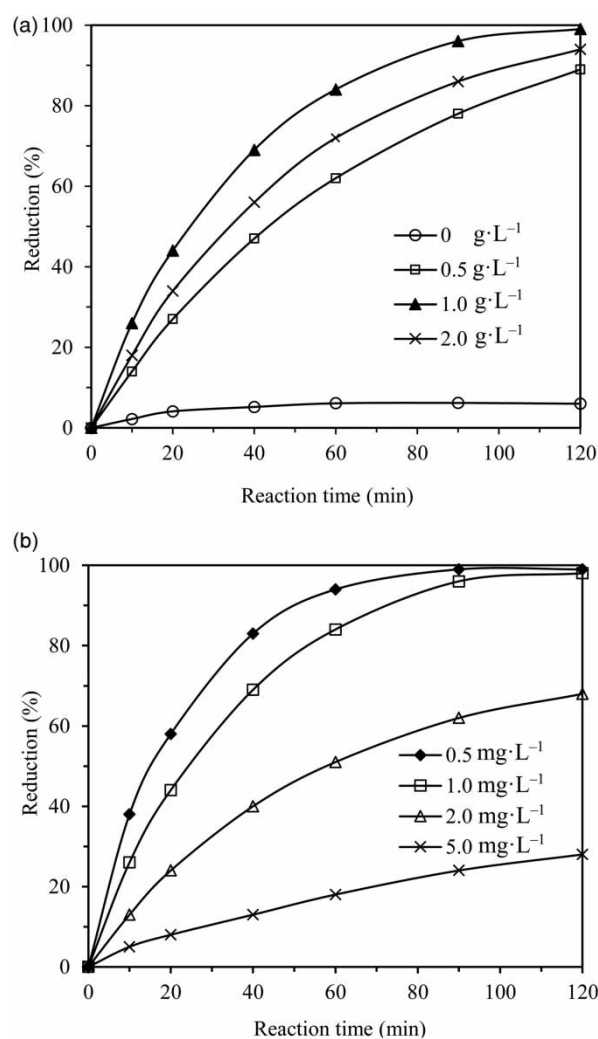 (a)
100
80
60
40
20
0
Reduction (%)
0 g·L⁻¹
0.5 g·L⁻¹
1.0 g·L⁻¹
2.0 g·L⁻¹
0 20 40 60 80 100 120
Reaction time (min)
(b)
100
80
60
40
20
0
Reduction (%)
0.5 mg·L⁻¹
1.0 mg·L⁻¹
2.0 mg·L⁻¹
5.0 mg·L⁻¹
0 20 40 60 80 100 120
Reaction time (min)